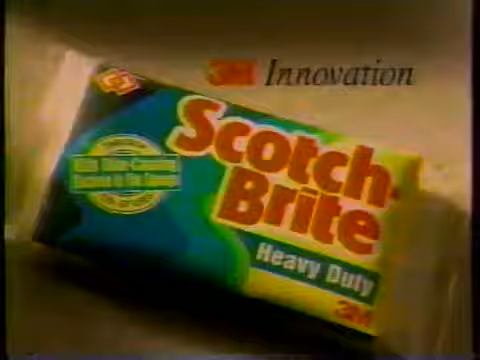 3M Innovation
Scotch-
Brite
Heavy Duty
3M